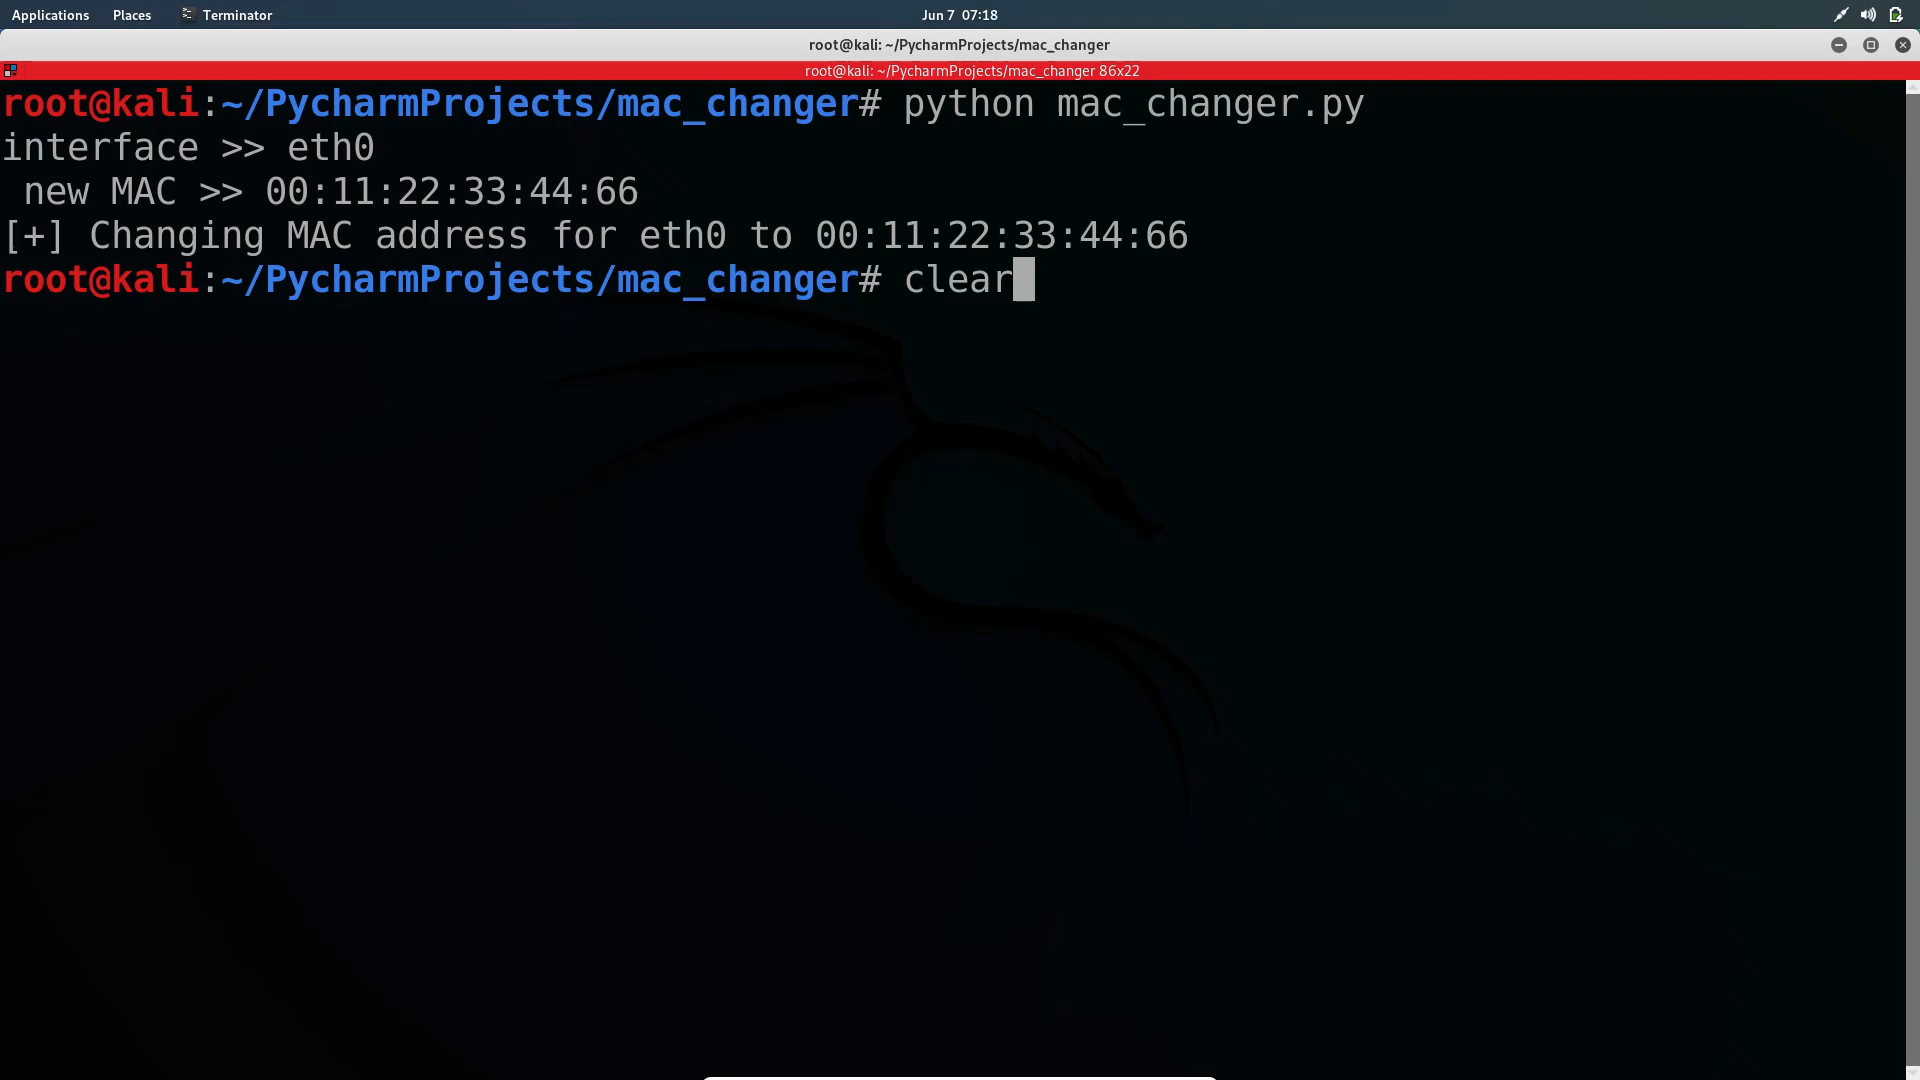 Applications Places Terminator Jun 7 07:18
root@kali: ~/PycharmProjects/mac_changer
root@kali: ~/PycharmProjects/mac_changer 86x22
root@kali:~/PycharmProjects/mac_changer# python mac_changer.py
interface >> eth0
 new MAC >> 00:11:22:33:44:66
[+] Changing MAC address for eth0 to 00:11:22:33:44:66
root@kali:~/PycharmProjects/mac_changer# clear